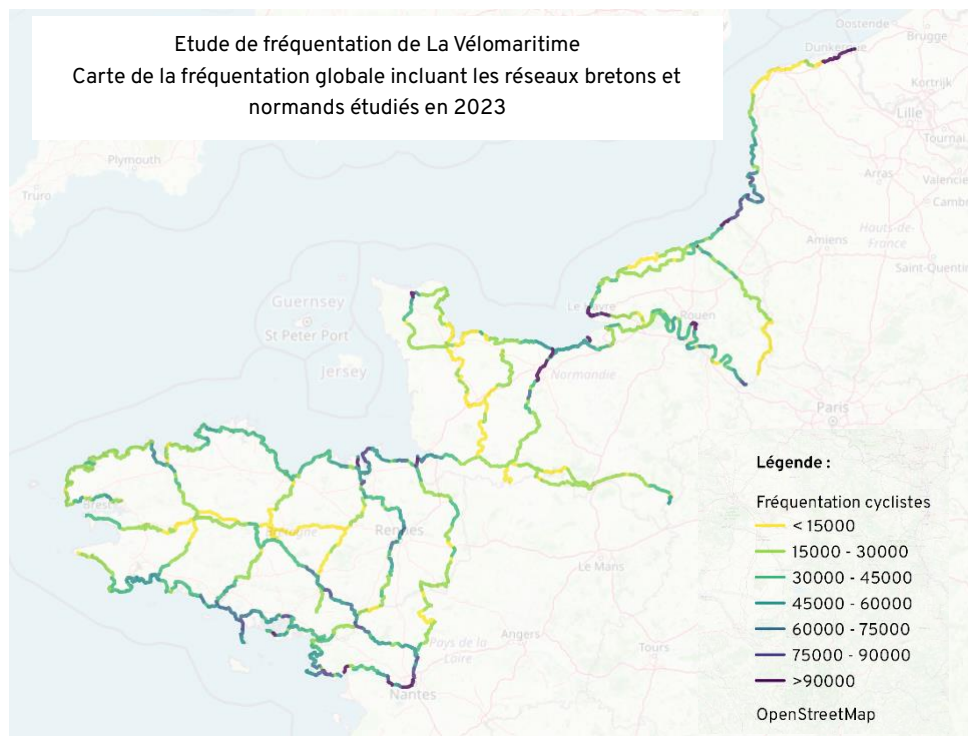 Etude de fréquentation de La Vélomaritime
Carte de la fréquentation globale incluant les réseaux bretons et
normands étudiés en 2023
Oostende
Brugge
Dunkerque
Kortrijk
Lille
Tournai
Plymouth
Arras
Valencien
Truro
Camb
Hauts-de-
France
Amiens
Saint-Quentin
Guernsey
Le Havre
Rouen
St Peter Port
Jersey
Normandie
Paris
Brest
Rennes
Bretagne
Le Mans
Pays de la
Loire
Angers
Tours
Nantes
Légende :
Fréquentation cyclistes
< 15000
15000 - 30000
30000 - 45000
45000 - 60000
60000 - 75000
75000 - 90000
>90000
OpenStreetMap